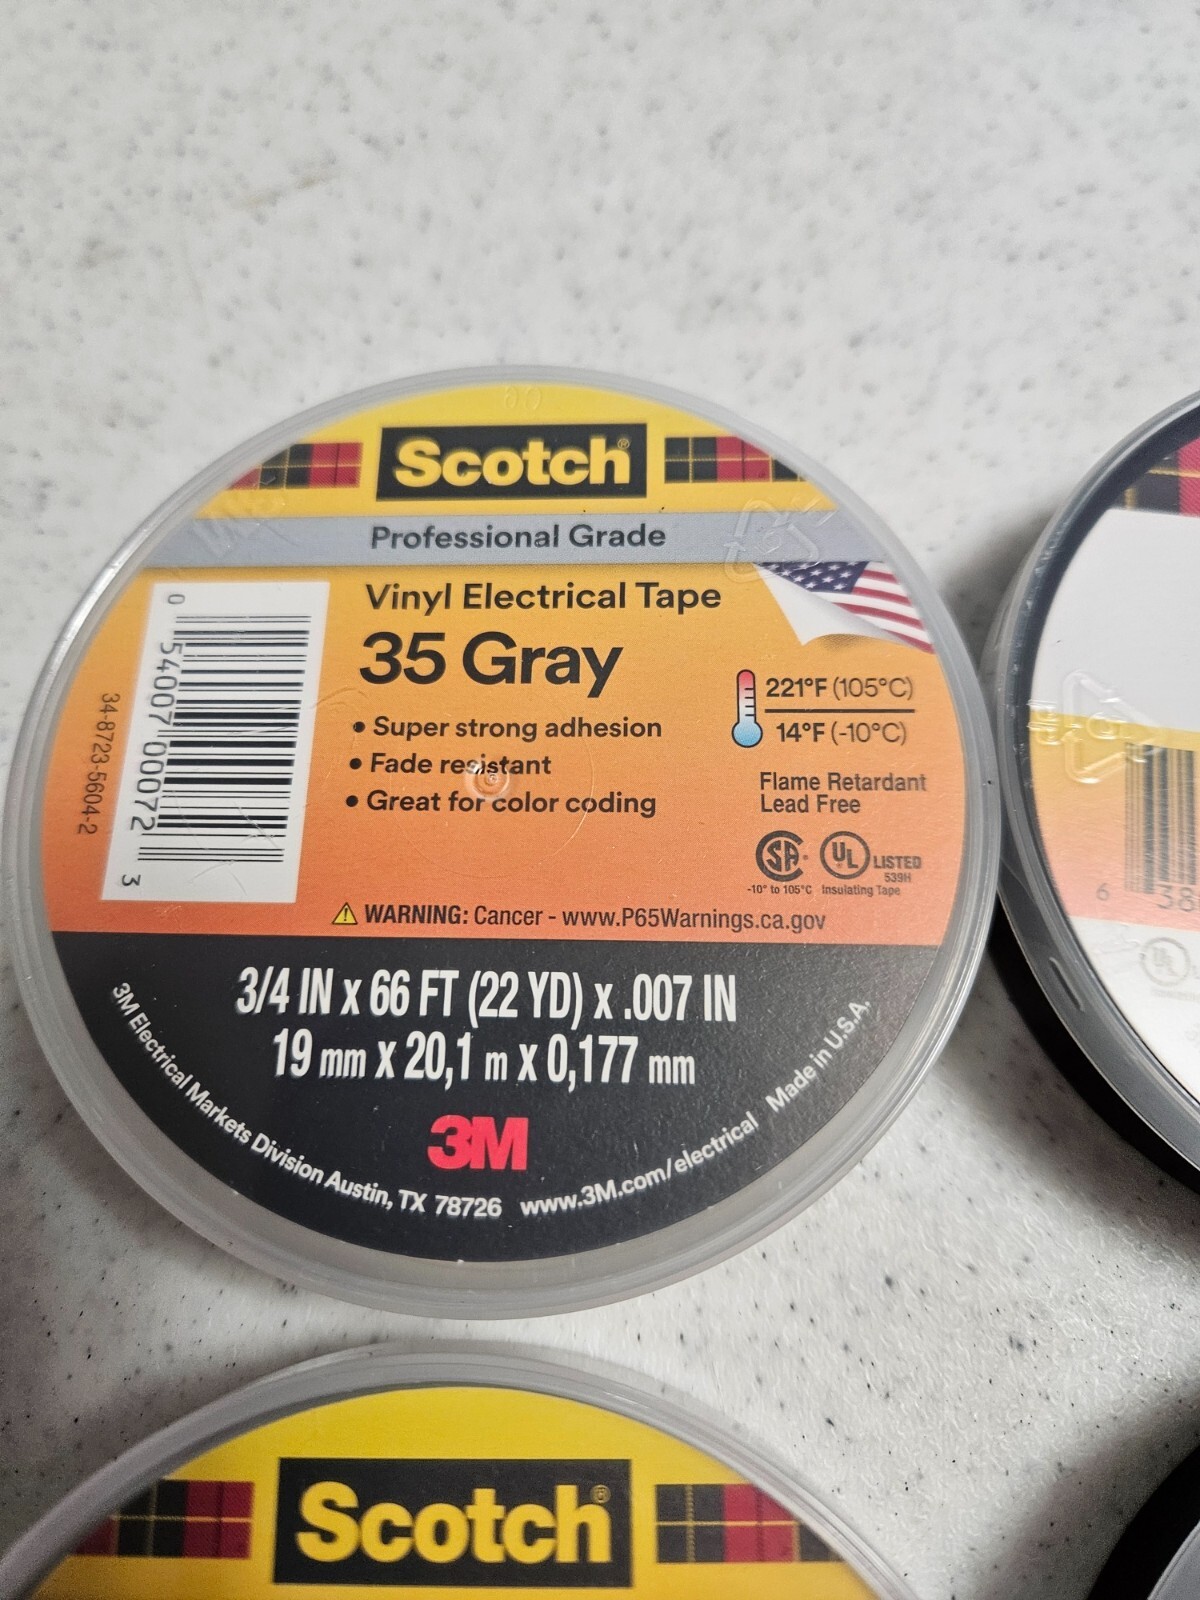 Scotch®
Professional Grade
Vinyl Electrical Tape
35 Gray
• Super strong adhesion
• Fade resistant
• Great for color coding
221°F (105°C)
14°F (-10°C)
Flame Retardant
Lead Free
-10° to 105°C
UL LISTED
539H
Insulating Tape
0 54007 00072 3
34-8723-5604-2
WARNING: Cancer - www.P65Warnings.ca.gov
3/4 IN x 66 FT (22 YD) x .007 IN
19 mm x 20,1 m x 0,177 mm
3M
3M Electrical Markets Division Austin, TX 78726 www.3M.com/electrical Made in U.S.A.
6 38
UL
Scotch®